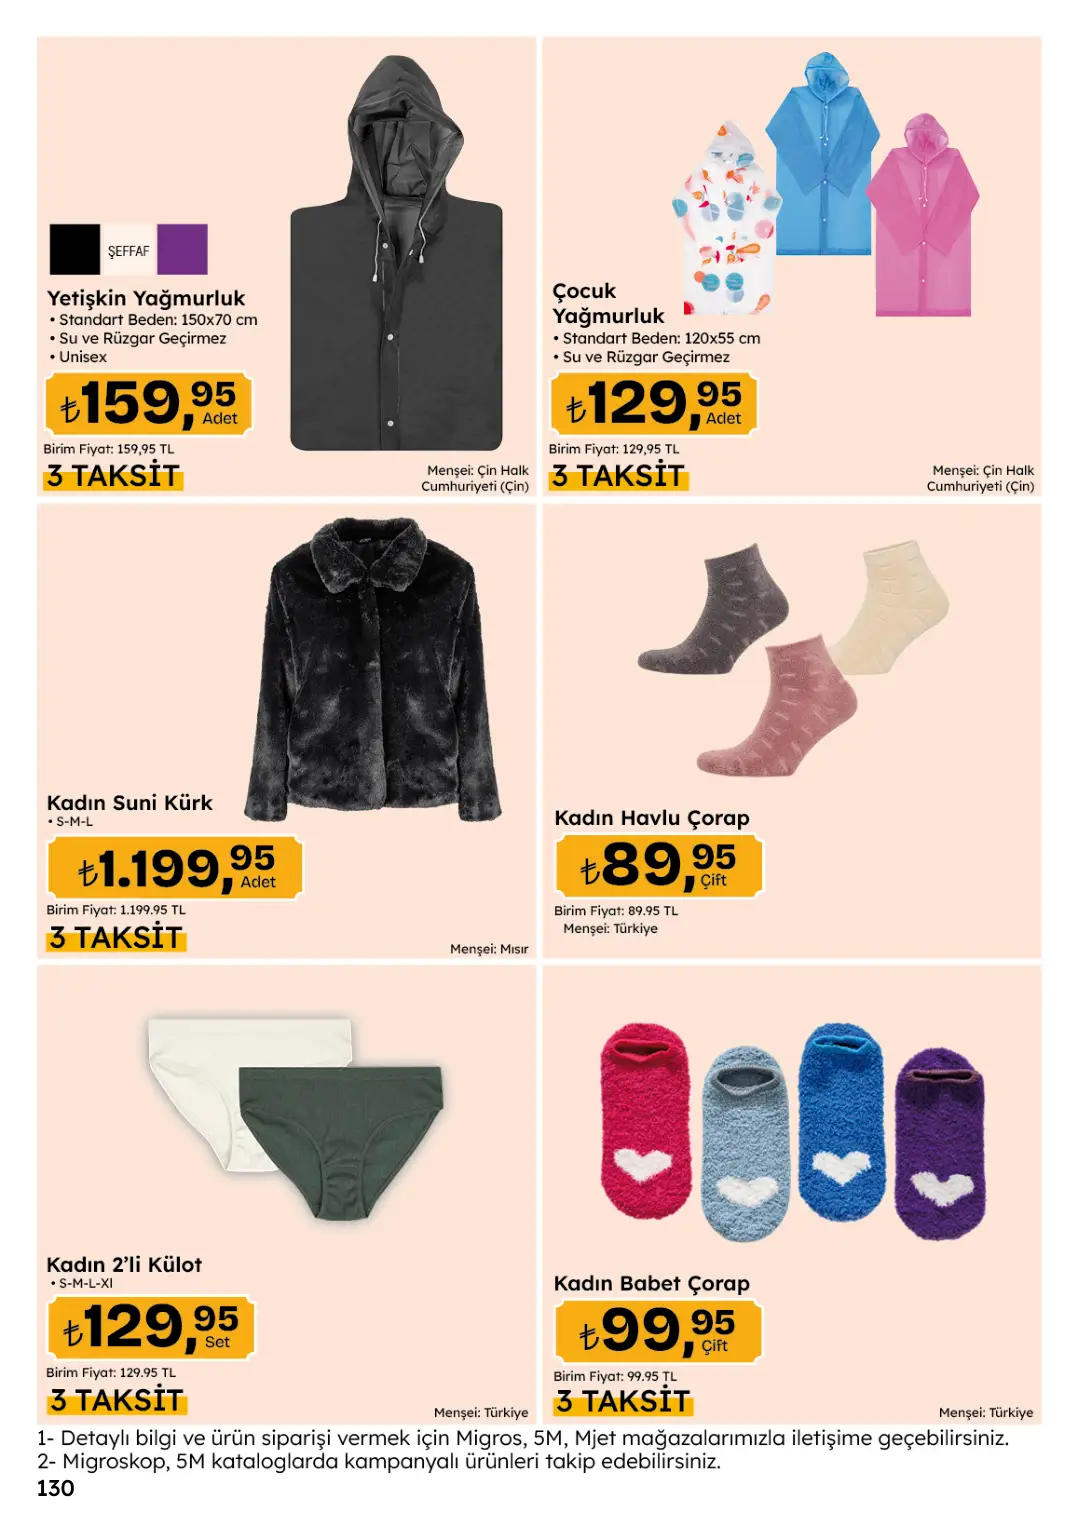 ŞEFFAF
Yetişkin Yağmurluk
• Standart Beden: 150x70 cm
• Su ve Rüzgar Geçirmez
• Unisex
₺159,95
Adet
Birim Fiyat: 159,95 TL
3 TAKSİT
Menşei: Çin Halk
Cumhuriyeti (Çin)
Çocuk
Yağmurluk
• Standart Beden: 120x55 cm
• Su ve Rüzgar Geçirmez
₺129,95
Adet
Birim Fiyat: 129,95 TL
3 TAKSİT
Menşei: Çin Halk
Cumhuriyeti (Çin)
Kadın Suni Kürk
• S-M-L
₺1.199,95
Adet
Birim Fiyat: 1.199.95 TL
3 TAKSİT
Menşei: Mısır
Kadın Havlu Çorap
₺89,95
Çift
Birim Fiyat: 89.95 TL
Menşei: Türkiye
Kadın 2’li Külot
• S-M-L-Xl
₺129,95
Set
Birim Fiyat: 129.95 TL
3 TAKSİT
Menşei: Türkiye
Kadın Babet Çorap
₺99,95
Çift
Birim Fiyat: 99.95 TL
3 TAKSİT
Menşei: Türkiye
1- Detaylı bilgi ve ürün siparişi vermek için Migros, 5M, Mjet mağazalarımızla iletişime geçebilirsiniz.
2- Migroskop, 5M kataloglarda kampanyalı ürünleri takip edebilirsiniz.
130